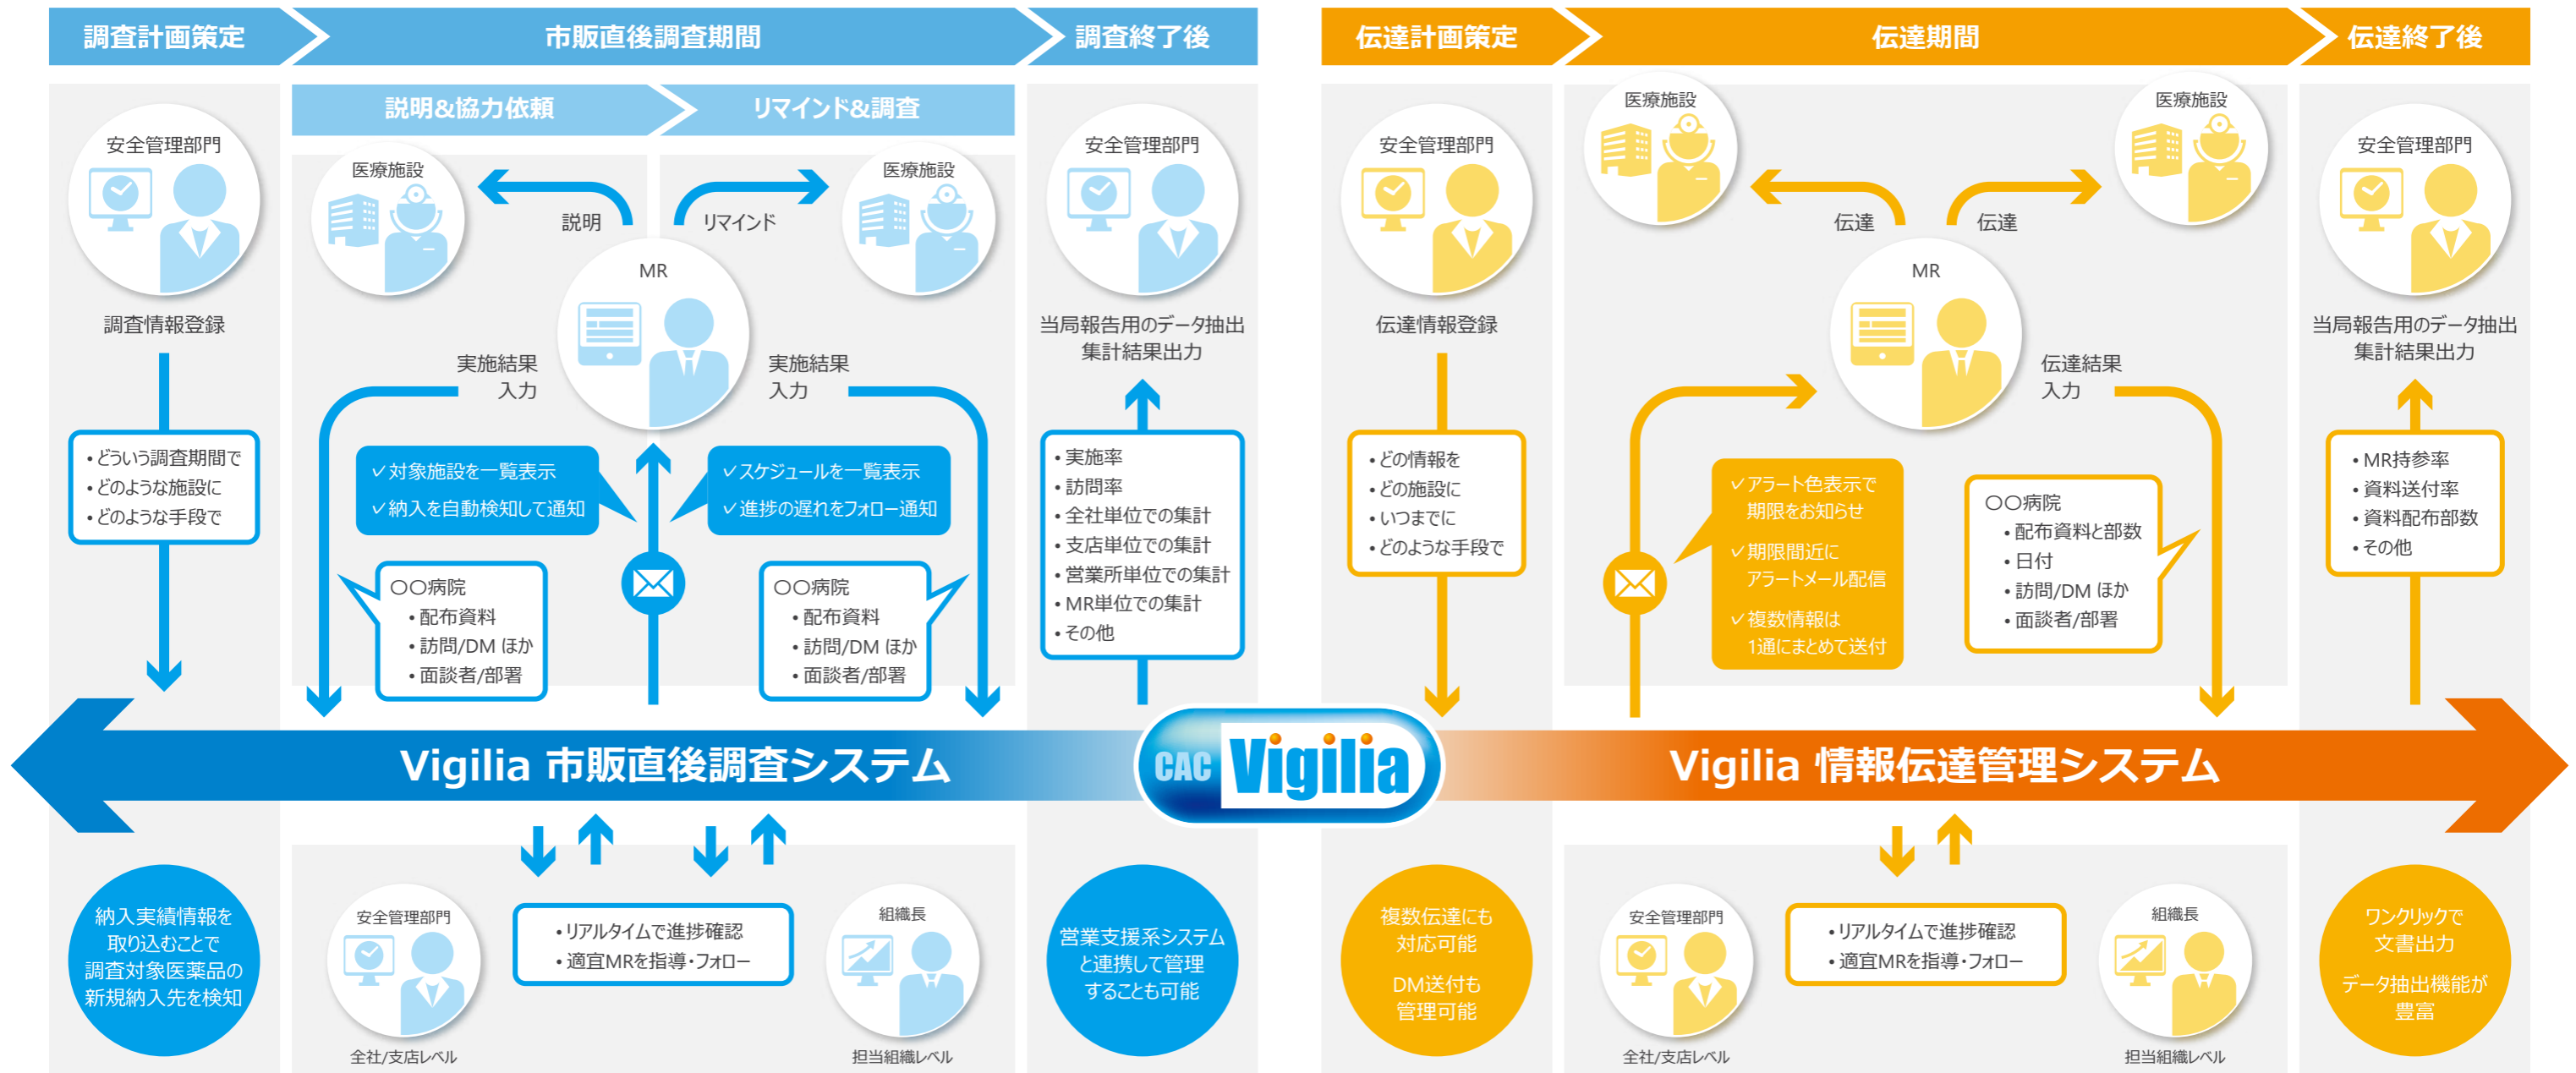 調査計画策定
市販直後調査期間
調査終了後
説明&協力依頼
リマインド&調査
安全管理部門
調査情報登録
• どういう調査期間で
• どのような施設に
• どのような手段で
医療施設
説明
リマインド
医療施設
MR
実施結果
入力
実施結果
入力
✓対象施設を一覧表示
✓納入を自動検知して通知
✓スケジュールを一覧表示
✓進捗の遅れをフォロー通知
〇〇病院
• 配布資料
• 訪問/DM ほか
• 面談者/部署
〇〇病院
• 配布資料
• 訪問/DM ほか
• 面談者/部署
安全管理部門
当局報告用のデータ抽出
集計結果出力
• 実施率
• 訪問率
• 全社単位での集計
• 支店単位での集計
• 営業所単位での集計
• MR単位での集計
• その他
Vigilia 市販直後調査システム
納入実績情報を
取り込むことで
調査対象医薬品の
新規納入先を検知
安全管理部門
全社/支店レベル
• リアルタイムで進捗確認
• 適宜MRを指導・フォロー
組織長
担当組織レベル
営業支援系システム
と連携して管理
することも可能
CAC Vigilia
伝達計画策定
伝達期間
伝達終了後
安全管理部門
伝達情報登録
• どの情報を
• どの施設に
• いつまでに
• どのような手段で
医療施設
伝達
伝達
医療施設
MR
伝達結果
入力
✓アラート色表示で
期限をお知らせ
✓期限間近に
アラートメール配信
✓複数情報は
1通にまとめて送付
〇〇病院
• 配布資料と部数
• 日付
• 訪問/DM ほか
• 面談者/部署
安全管理部門
当局報告用のデータ抽出
集計結果出力
• MR持参率
• 資料送付率
• 資料配布部数
• その他
Vigilia 情報伝達管理システム
複数伝達にも
対応可能
DM送付も
管理可能
安全管理部門
全社/支店レベル
• リアルタイムで進捗確認
• 適宜MRを指導・フォロー
組織長
担当組織レベル
ワンクリックで
文書出力
データ抽出機能が
豊富